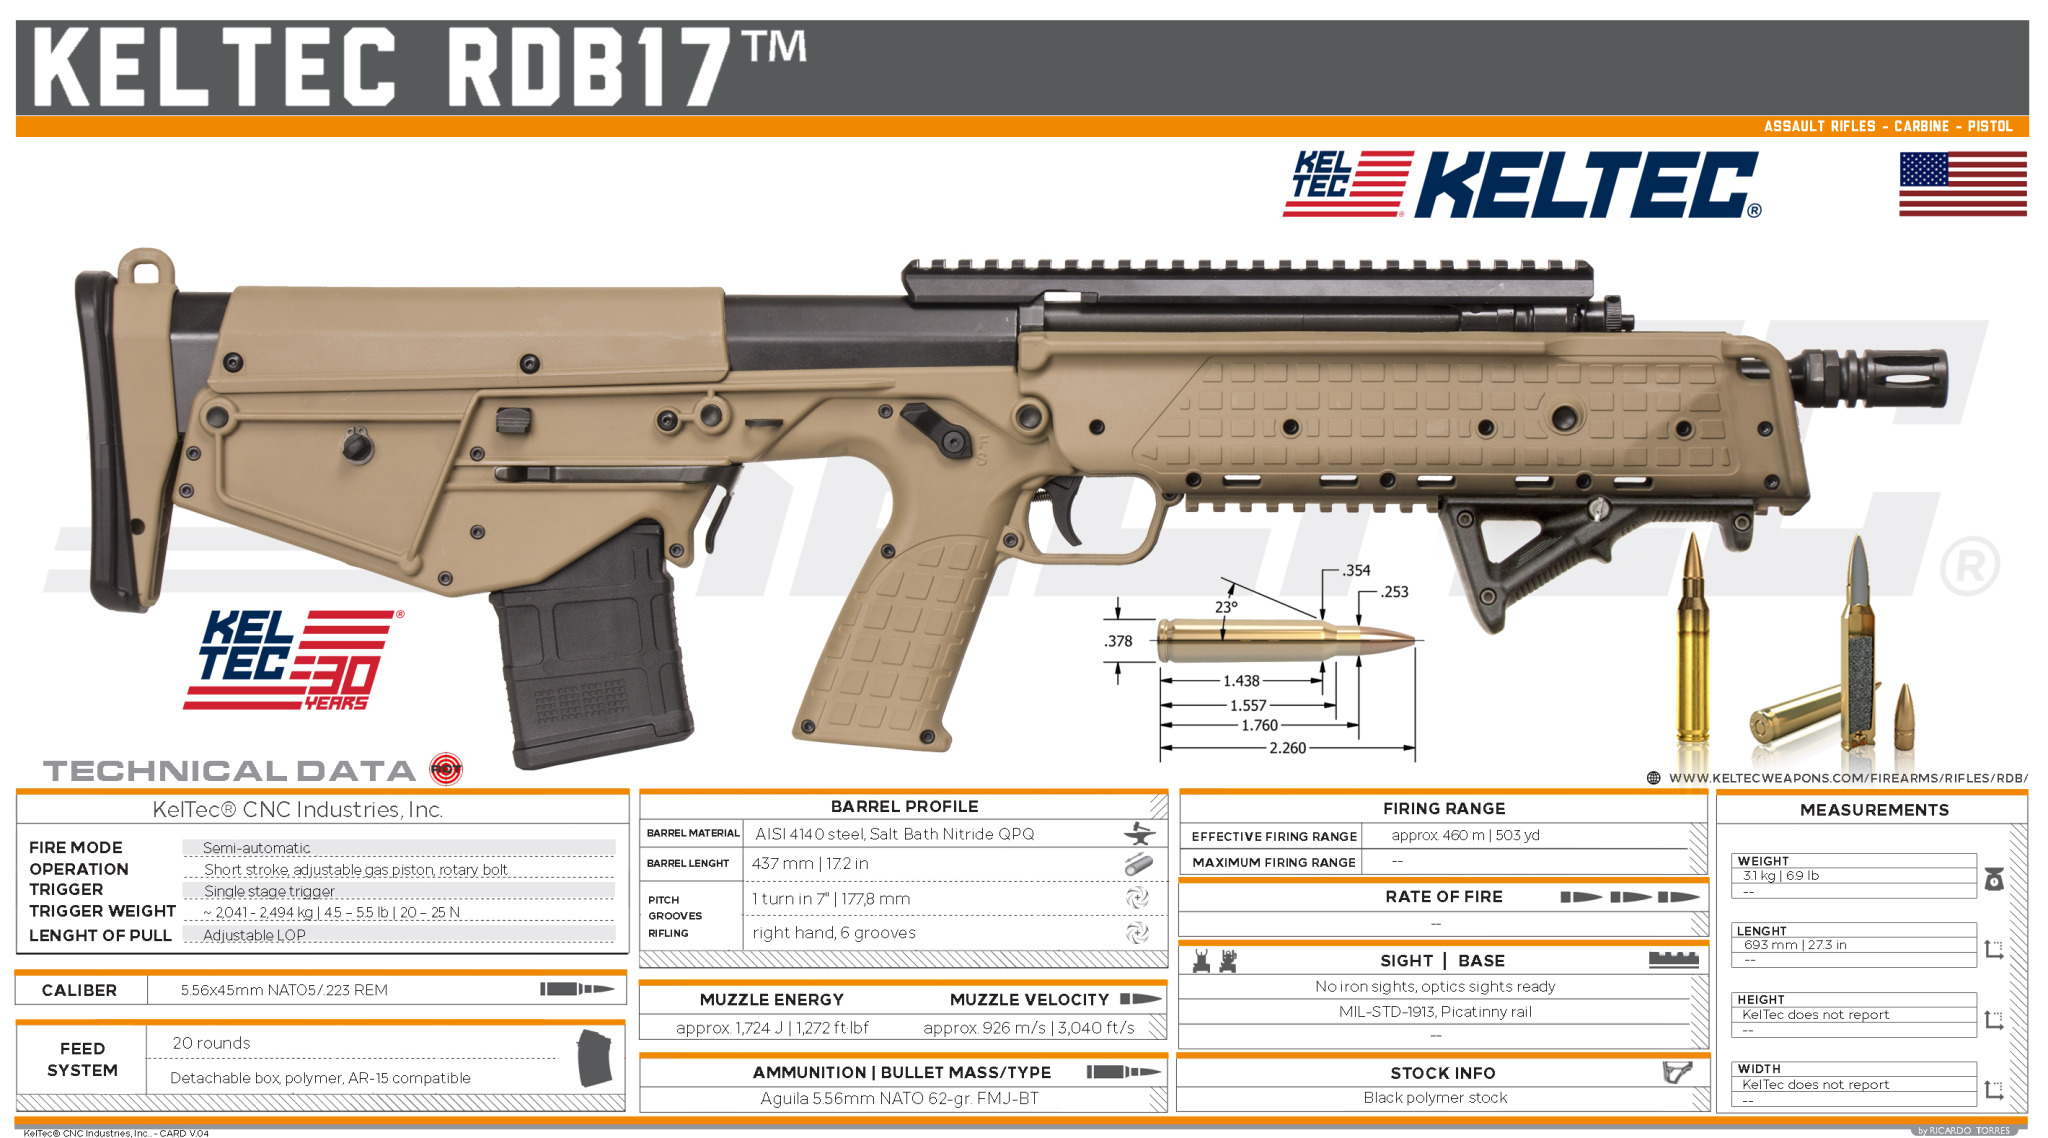 KELTEC RDB17™
ASSAULT RIFLES - CARBINE - PISTOL
KEL TEC
®
KELTEC®
®
F
S
.354
.253
23°
.378
1.438
1.557
1.760
2.260
KEL TEC 30 YEARS ®
TECHNICAL DATA
WWW.KELTECWEAPONS.COM/FIREARMS/RIFLES/RDB/
KelTec® CNC Industries, Inc.
FIRE MODE Semi-automatic
OPERATION Short stroke, adjustable gas piston, rotary bolt
TRIGGER Single stage trigger
TRIGGER WEIGHT ~ 2,041 - 2,494 kg | 4.5 – 5.5 lb | 20 – 25 N
LENGHT OF PULL Adjustable LOP
CALIBER 5.56x45mm NATO5/.223 REM
FEED SYSTEM
20 rounds
Detachable box, polymer, AR-15 compatible
BARREL PROFILE
BARREL MATERIAL AISI 4140 steel, Salt Bath Nitride QPQ
BARREL LENGHT 437 mm | 17.2 in
PITCH GROOVES RIFLING
1 turn in 7" | 177,8 mm
right hand, 6 grooves
MUZZLE ENERGY MUZZLE VELOCITY
approx. 1,724 J | 1,272 ft·lbf approx. 926 m/s | 3,040 ft/s
AMMUNITION | BULLET MASS/TYPE
Aguila 5.56mm NATO 62-gr. FMJ-BT
FIRING RANGE
EFFECTIVE FIRING RANGE approx. 460 m | 503 yd
MAXIMUM FIRING RANGE --
RATE OF FIRE
--
SIGHT | BASE
No iron sights, optics sights ready
MIL-STD-1913, Picatinny rail
--
STOCK INFO
Black polymer stock
MEASUREMENTS
WEIGHT
3.1 kg | 6.9 lb
--
LENGHT
693 mm | 27.3 in
--
HEIGHT
KelTec does not report
--
WIDTH
KelTec does not report
--
KelTec® CNC Industries, Inc.. - CARD V.04
by RICARDO TORRES